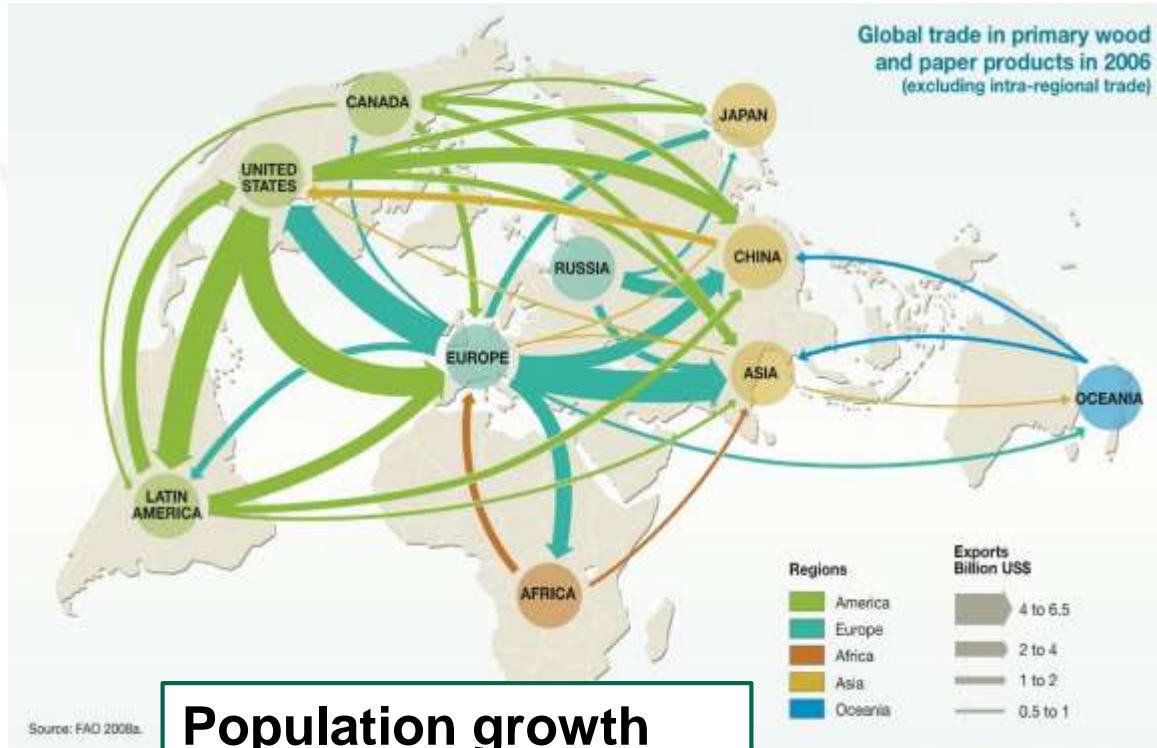 Global trade in primary wood
and paper products in 2006
(excluding intra-regional trade)
CANADA
JAPAN
UNITED
STATES
CHINA
RUSSIA
EUROPE
ASIA
OCEANIA
LATIN
AMERICA
AFRICA
Regions
America
Europe
Africa
Asia
Oceania
Exports
Billion US$
4 to 6.5
2 to 4
1 to 2
0.5 to 1
Source: FAO 2008a.
Population growth